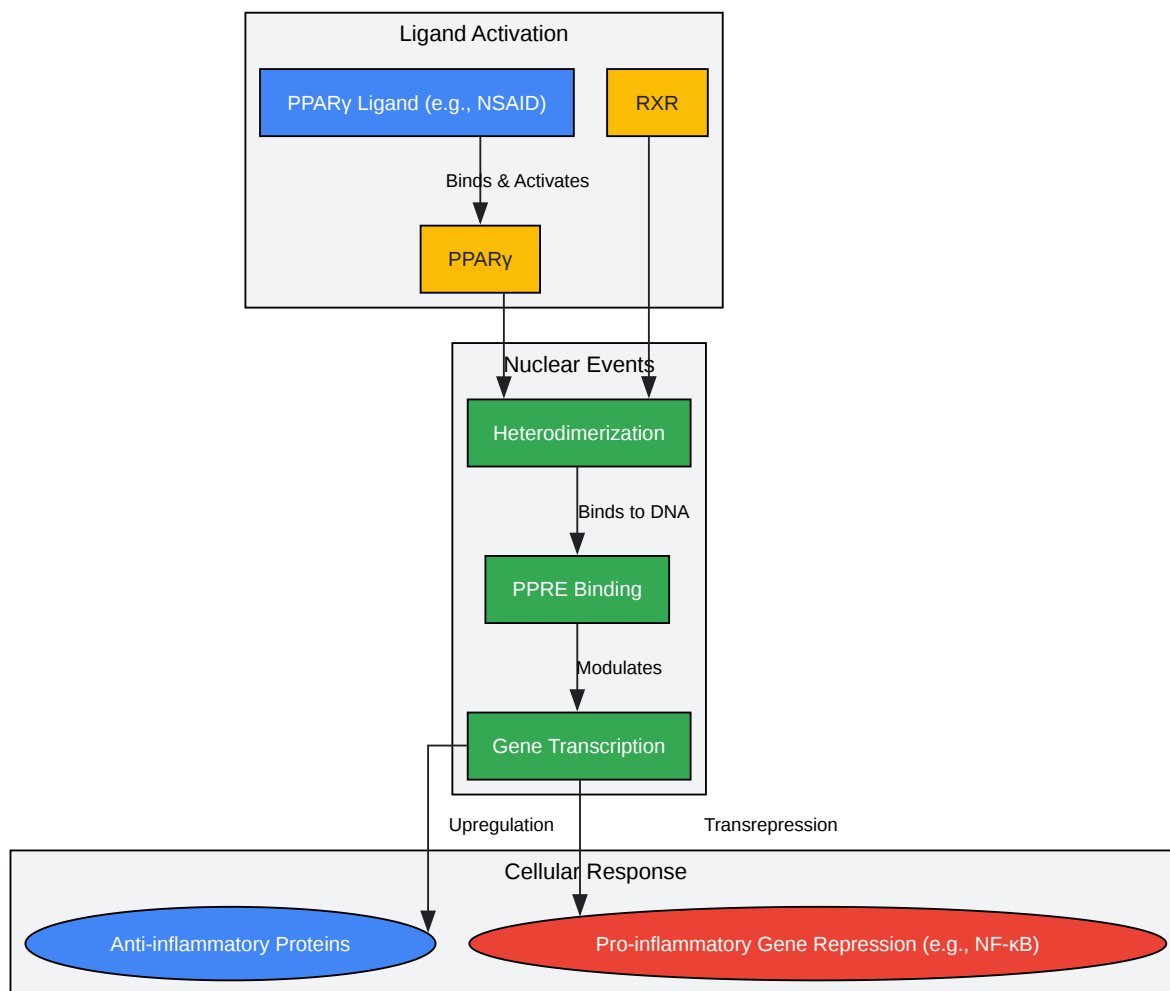 Ligand Activation
PPARγ Ligand (e.g., NSAID)
RXR
Binds & Activates
PPARγ
Nuclear Events
Heterodimerization
Binds to DNA
PPRE Binding
Modulates
Gene Transcription
Upregulation
Transrepression
Cellular Response
Anti-inflammatory Proteins
Pro-inflammatory Gene Repression (e.g., NF-κB)